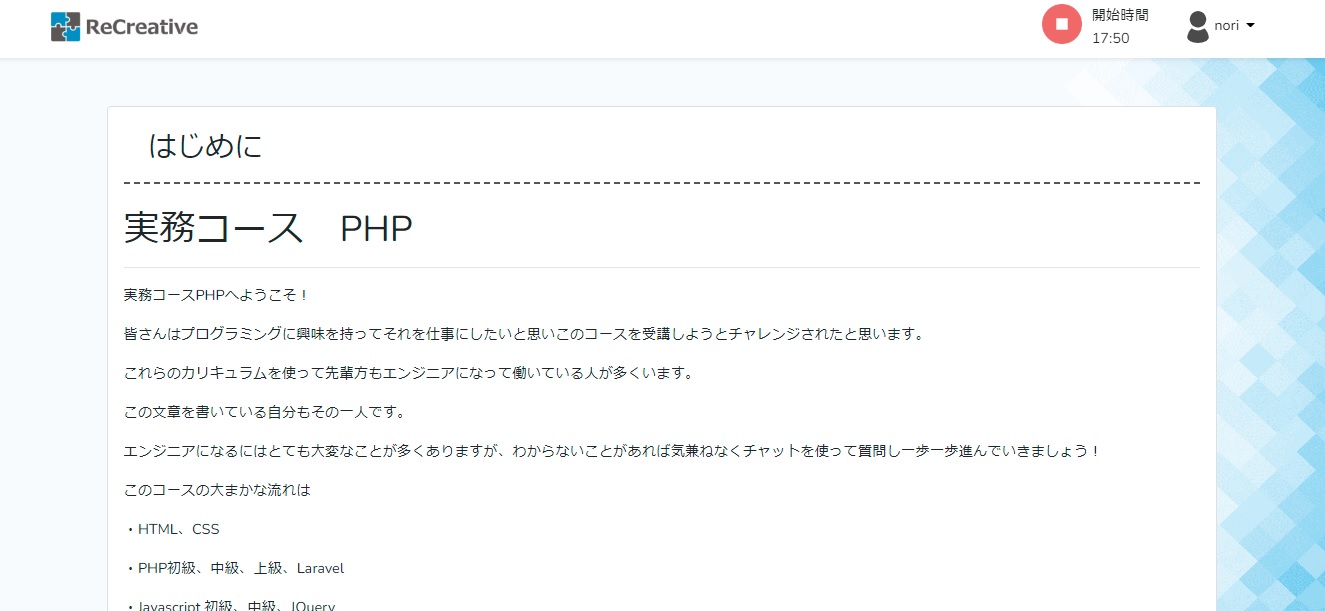 ReCreative
開始時間
17:50
nori
はじめに
実務コース　PHP
実務コースPHPへようこそ！
皆さんはプログラミングに興味を持ってそれを仕事にしたいと思いこのコースを受講しようとチャレンジされたと思います。
これらのカリキュラムを使って先輩方もエンジニアになって働いている人が多くいます。
この文章を書いている自分もその一人です。
エンジニアになるにはとても大変なことが多くありますが、わからないことがあれば気兼ねなくチャットを使って質問し一歩一歩進んでいきましょう！
このコースの大まかな流れは
・HTML、CSS
・PHP初級、中級、上級、Laravel
・Javascript 初級、中級、JQuery